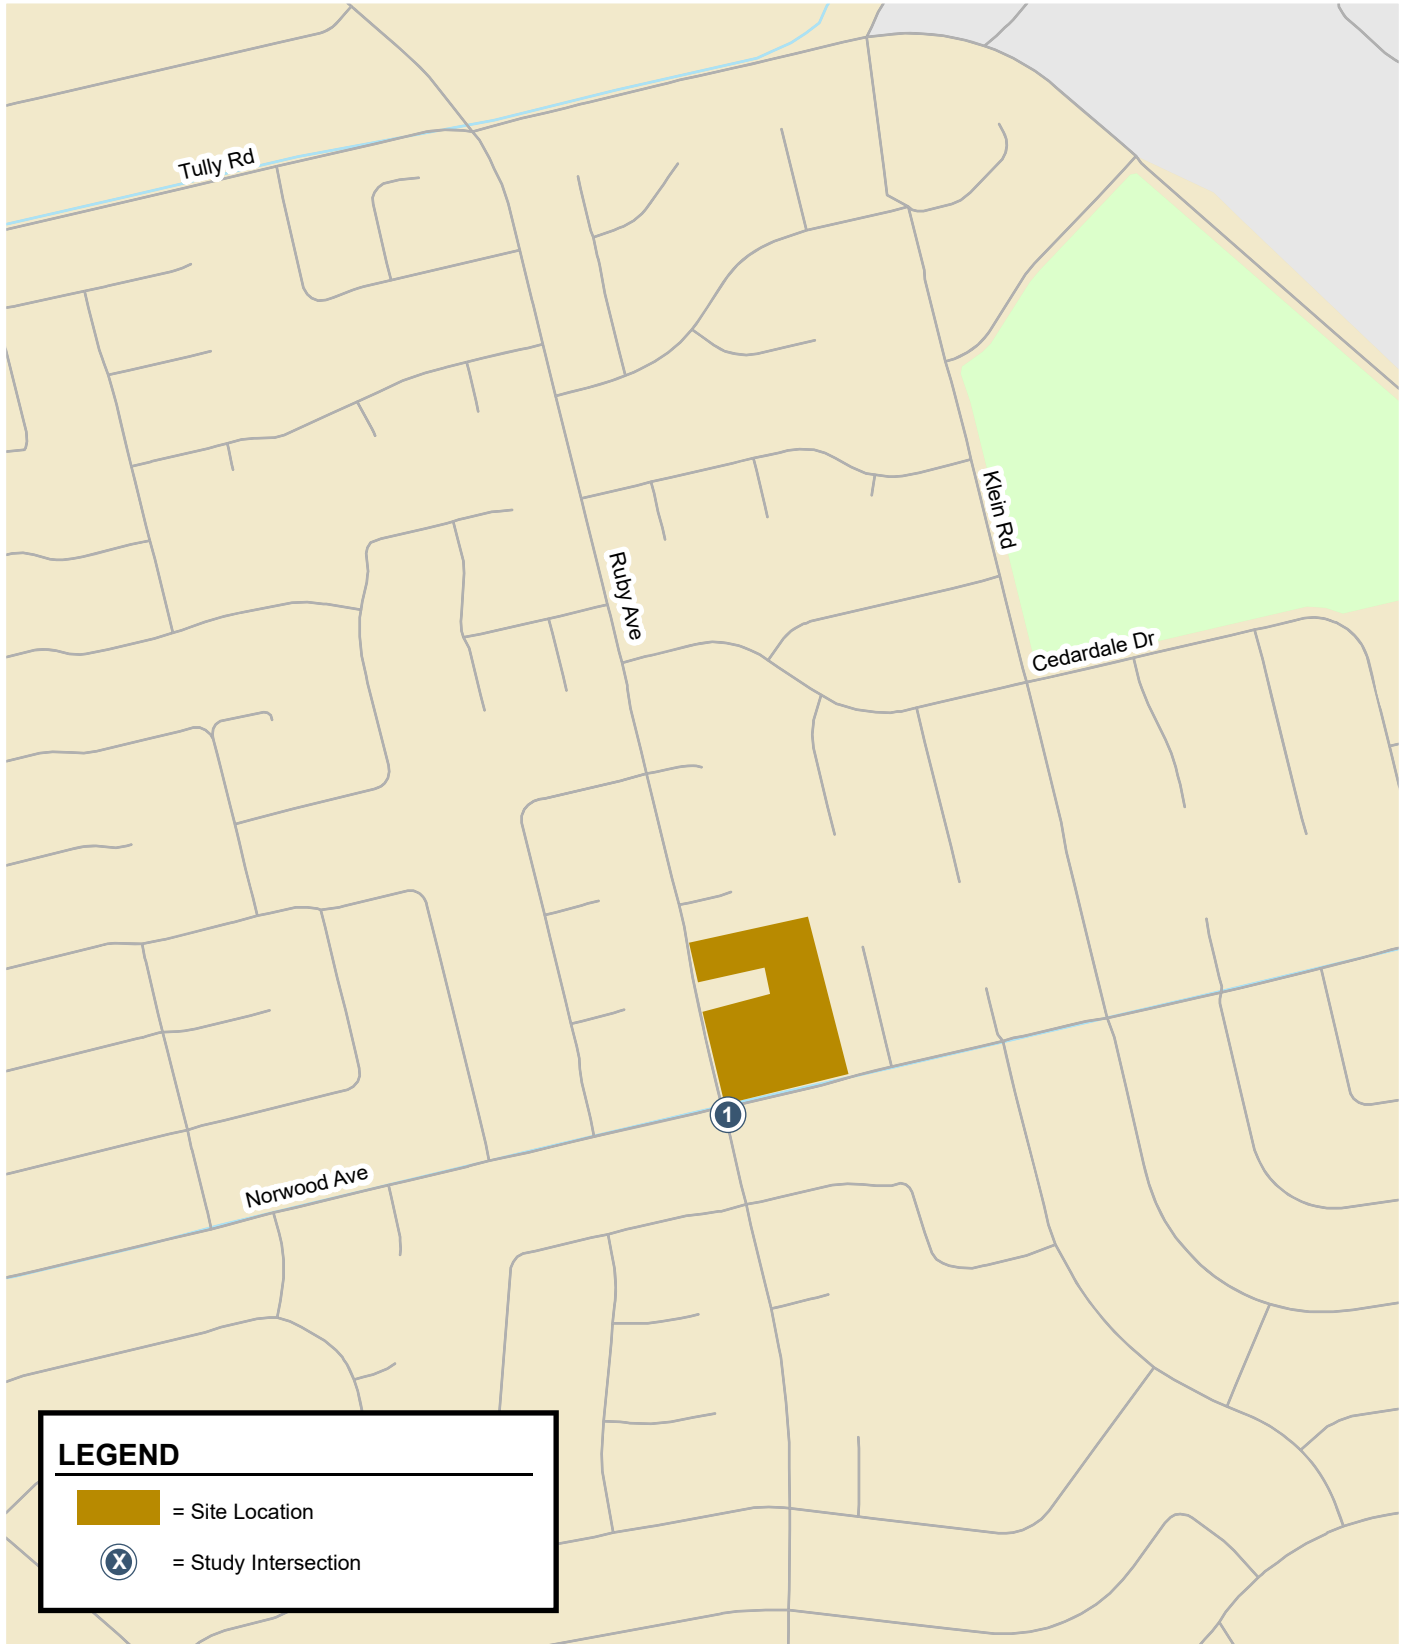 Tully Rd
Klein Rd
Ruby Ave
Cedardale Dr
1
Norwood Ave
LEGEND
= Site Location
X = Study Intersection